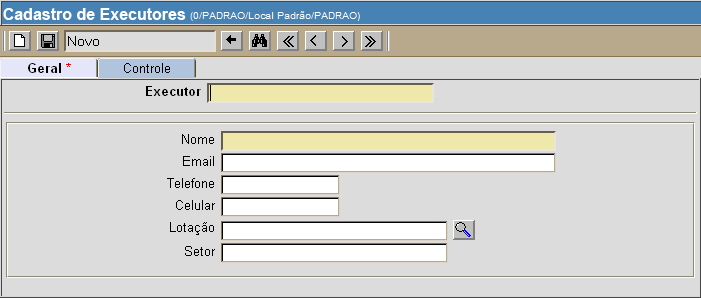 Cadastro de Executores (0/PADRAO/Local Padrão/PADRAO)
Novo
Geral * Controle
Executor
Nome
Email
Telefone
Celular
Lotação
Setor